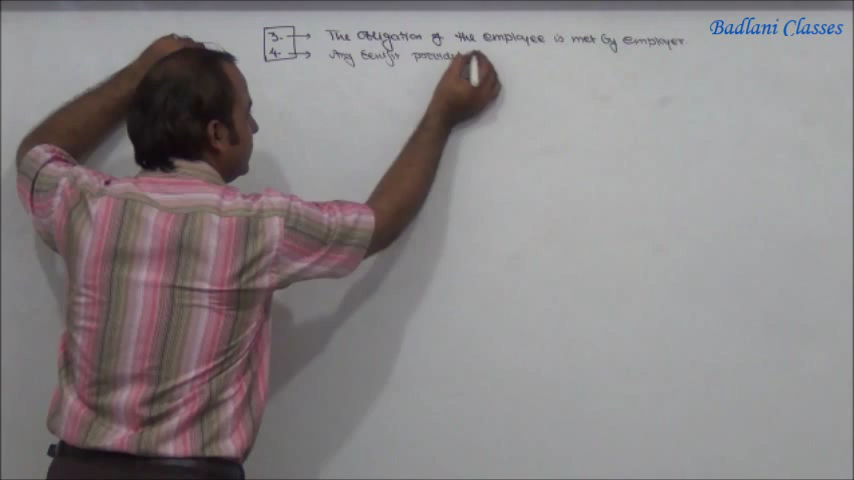 Badlani Classes
3. → The obligation of the employee is met by employer.
4. → Any benefit provided